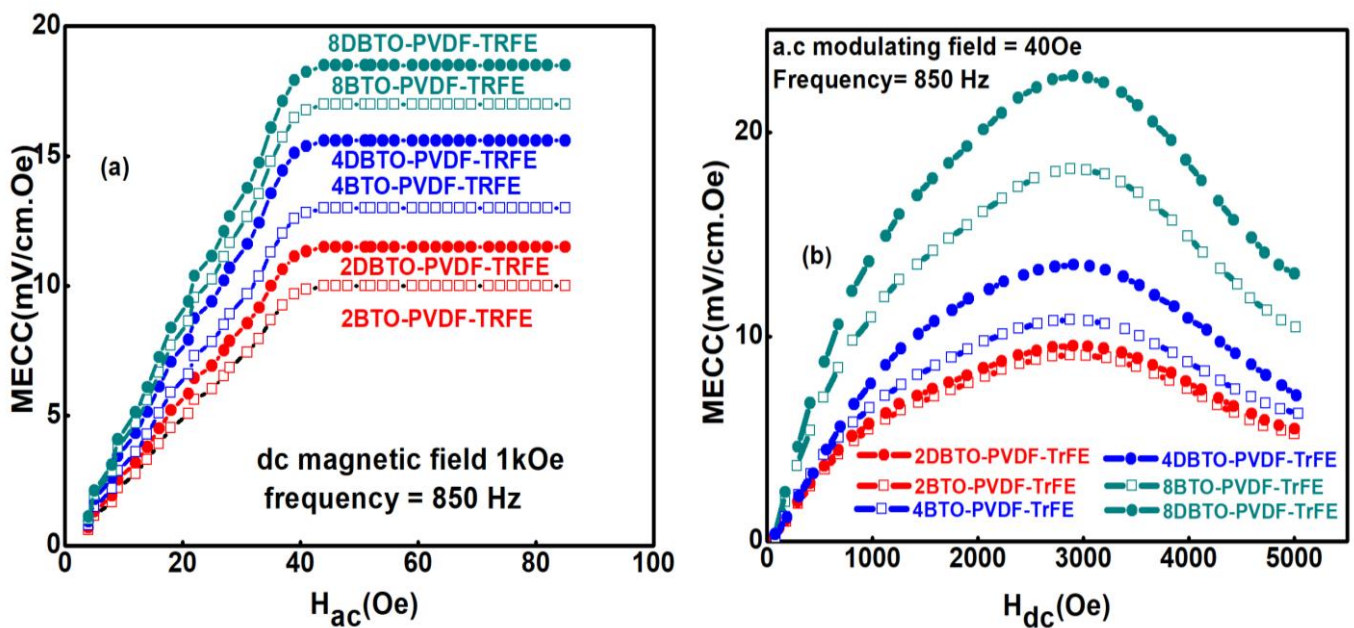 20
15
10
5
0
MECC(mV/cm.Oe)
8DBTO-PVDF-TRFE
8BTO-PVDF-TRFE
(a)
4DBTO-PVDF-TRFE
4BTO-PVDF-TRFE
2DBTO-PVDF-TRFE
2BTO-PVDF-TRFE
dc magnetic field 1kOe
frequency = 850 Hz
0 20 40 60 80 100
Hac(Oe)
a.c modulating field = 40Oe
Frequency= 850 Hz
20
10
0
MECC(mV/cm.Oe)
(b)
2DBTO-PVDF-TrFE
2BTO-PVDF-TrFE
4BTO-PVDF-TrFE
4DBTO-PVDF-TrFE
8BTO-PVDF-TrFE
8DBTO-PVDF-TrFE
0 1000 2000 3000 4000 5000
Hdc(Oe)